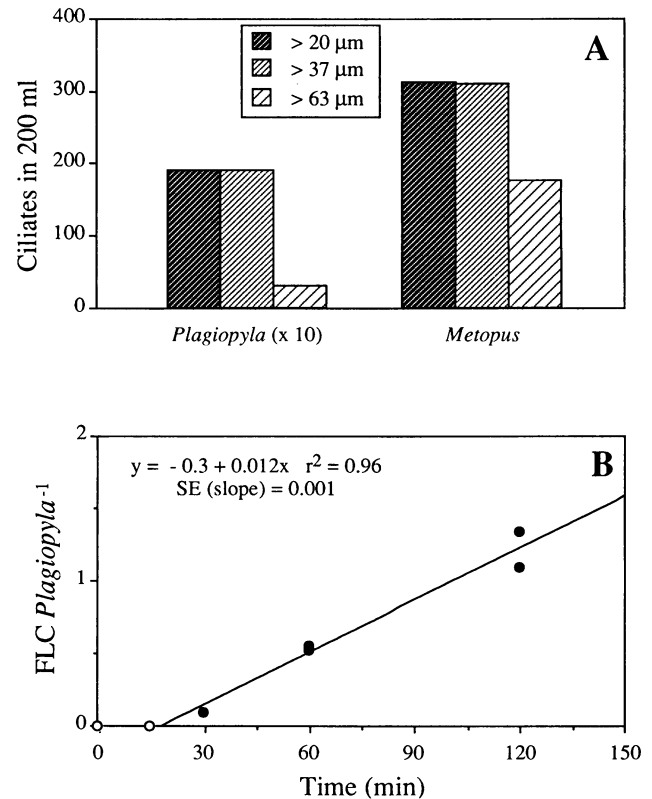 400
300
200
100
0
Ciliates in 200 ml
> 20 µm
> 37 µm
> 63 µm
A
Plagiopyla (x 10)
Metopus
2
1
0
FLC Plagiopyla-1
y = - 0.3 + 0.012x r2 = 0.96
SE (slope) = 0.001
B
0 30 60 90 120 150
Time (min)